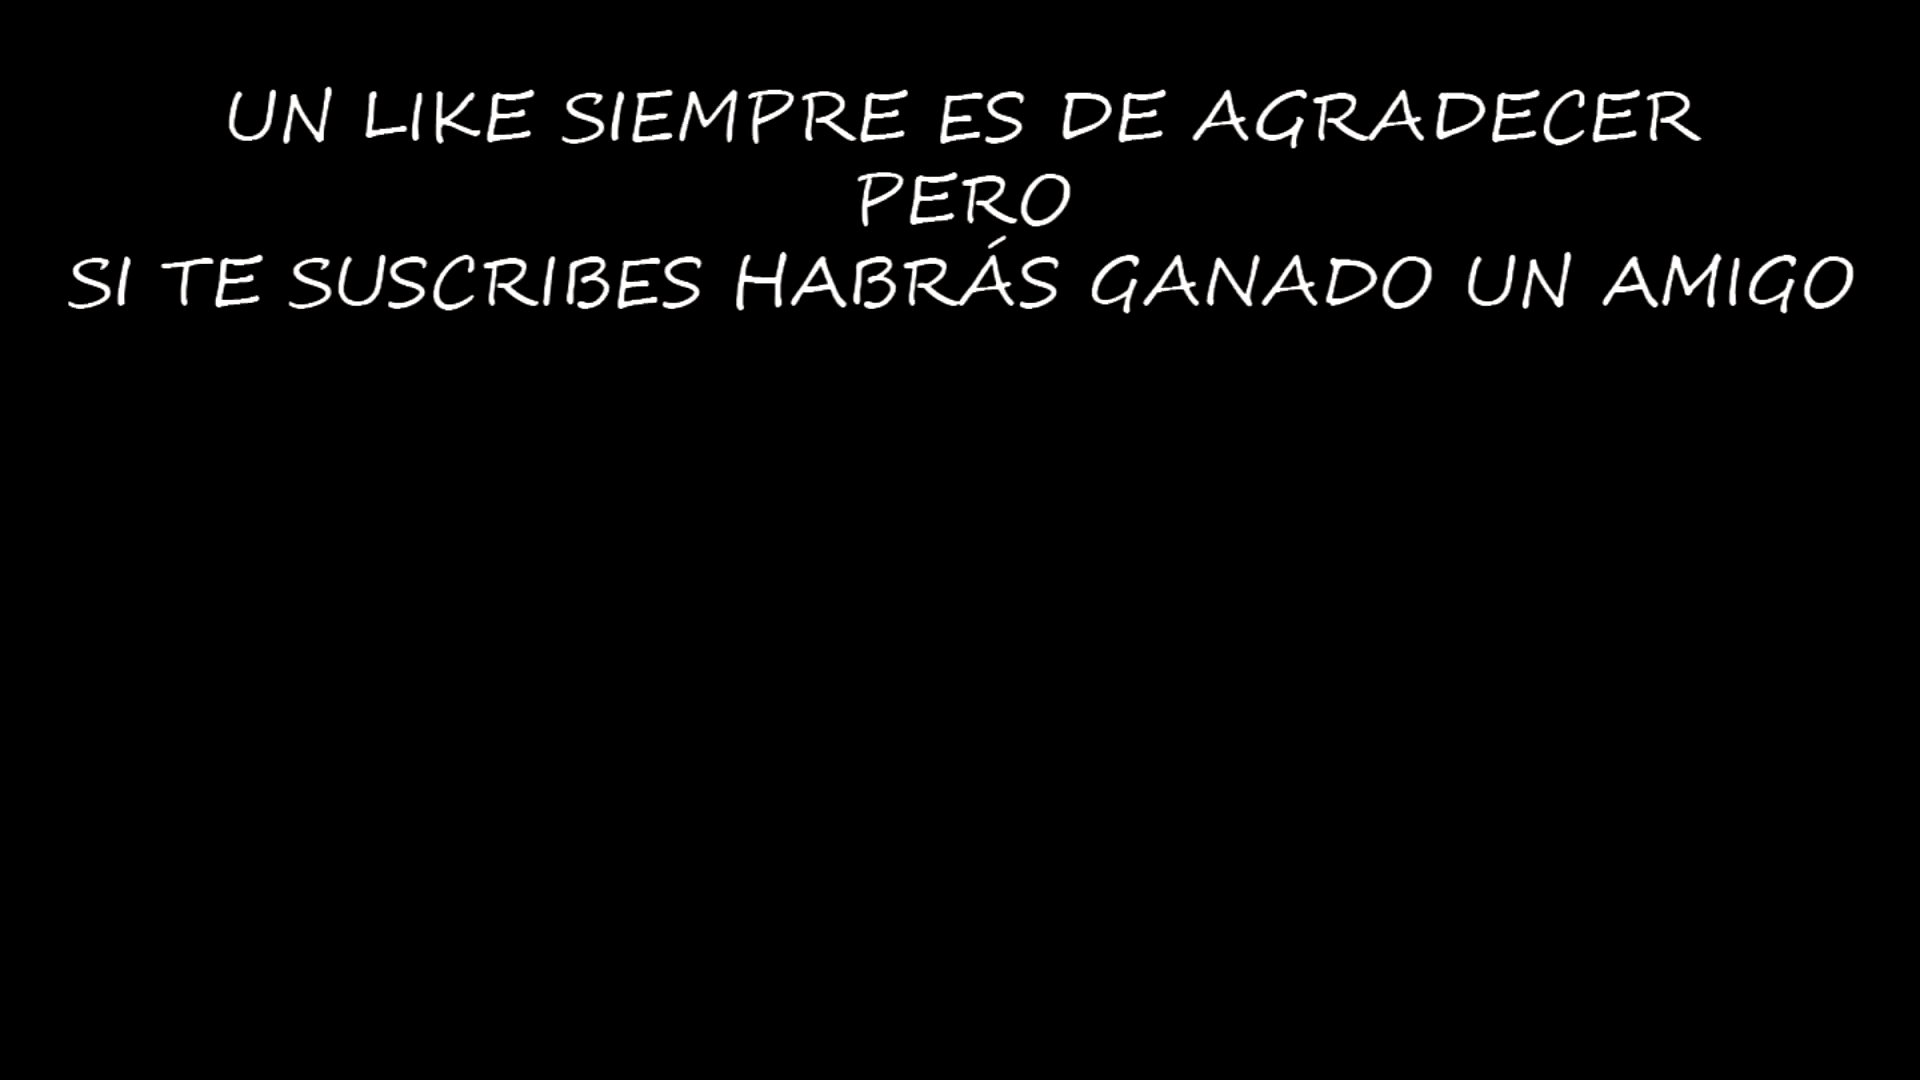 UN LIKE SIEMPRE ES DE AGRADECER
PERO
SI TE SUSCRIBES HABRÁS GANADO UN AMIGO